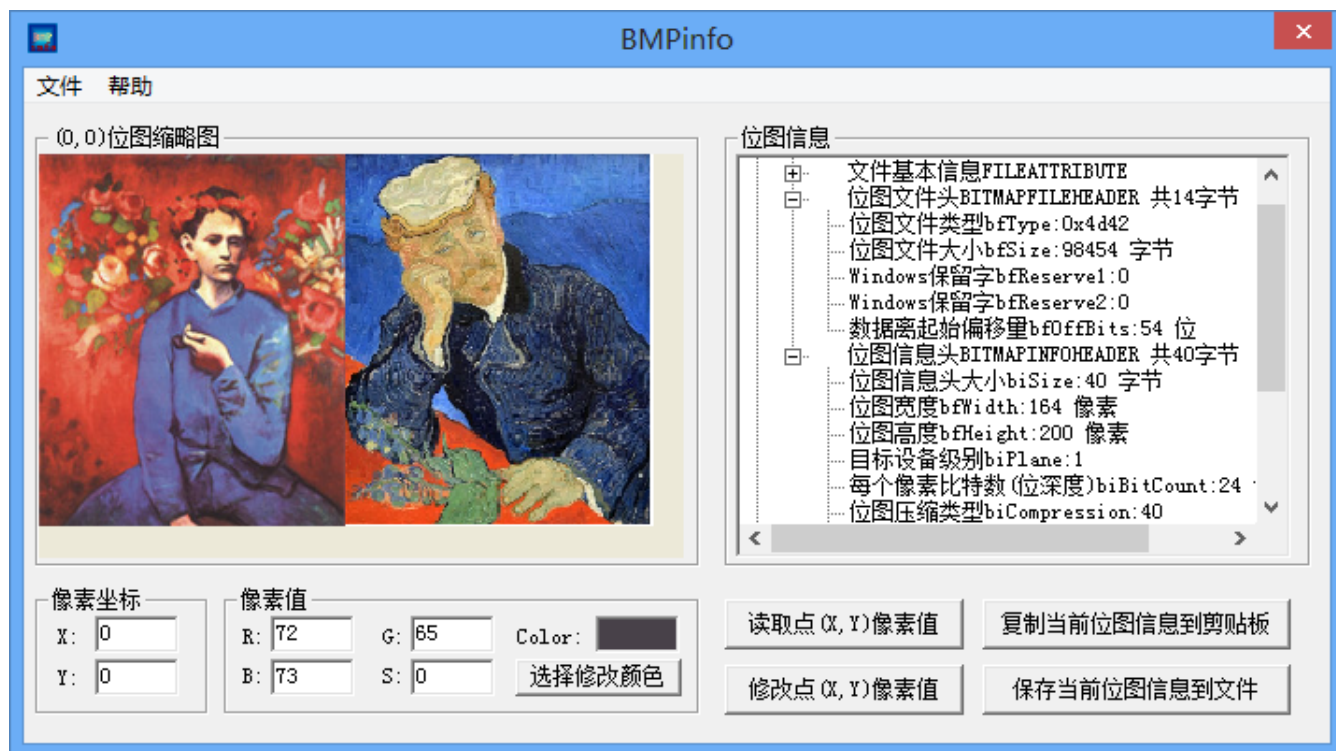 BMPinfo
文件 帮助
(0,0)位图缩略图
位图信息
文件基本信息FILEATTRIBUTE
位图文件头BITMAPFILEHEADER 共14字节
位图文件类型bfType:0x4d42
位图文件大小bfSize:98454 字节
Windows保留字bfReserve1:0
Windows保留字bfReserve2:0
数据离起始偏移量bfOffBits:54 位
位图信息头BITMAPINFOHEADER 共40字节
位图信息头大小biSize:40 字节
位图宽度bfWidth:164 像素
位图高度bfHeight:200 像素
目标设备级别biPlane:1
每个像素比特数(位深度)biBitCount:24
位图压缩类型biCompression:40
像素坐标
X: 0
Y: 0
像素值
R: 72 G: 65 Color:
B: 73 S: 0 选择修改颜色
读取点(X,Y)像素值 复制当前位图信息到剪贴板
修改点(X,Y)像素值 保存当前位图信息到文件